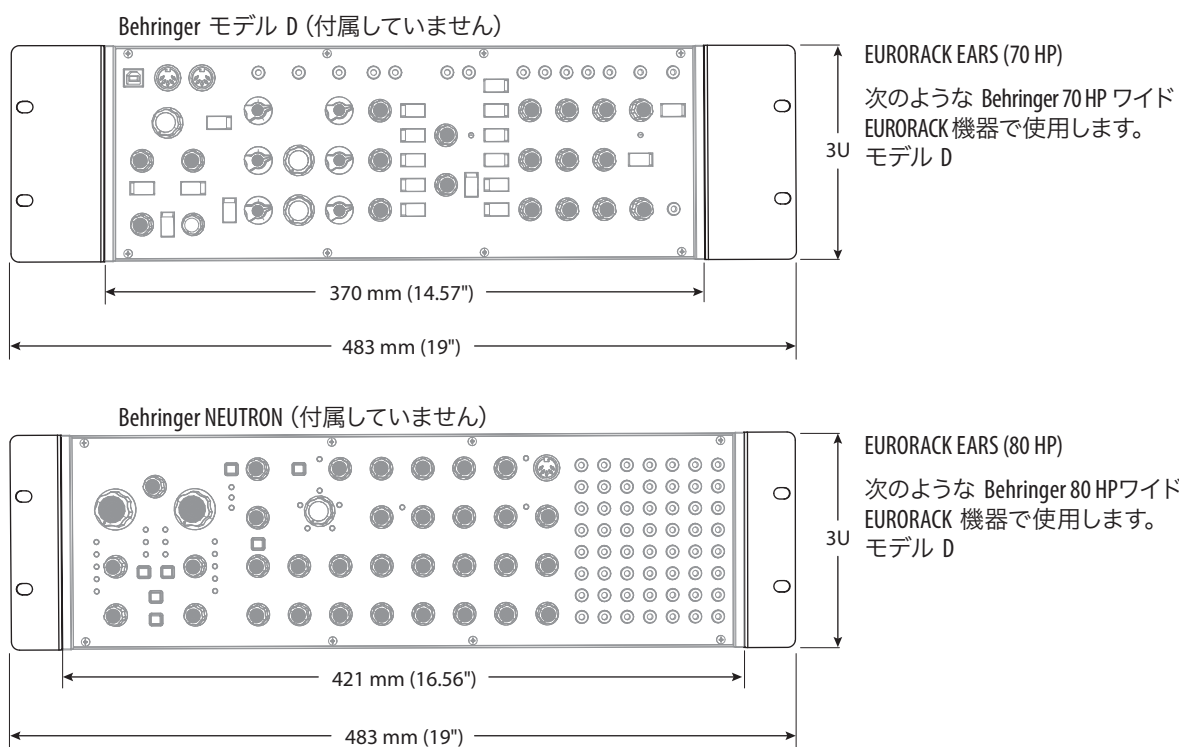 Behringer モデル D (付属していません)
EURORACK EARS (70 HP)
次のような Behringer 70 HP ワイド
EURORACK 機器で使用します。
モデル D
3U
370 mm (14.57")
483 mm (19")
Behringer NEUTRON (付属していません)
EURORACK EARS (80 HP)
次のような Behringer 80 HPワイド
EURORACK 機器で使用します。
モデル D
3U
421 mm (16.56")
483 mm (19")